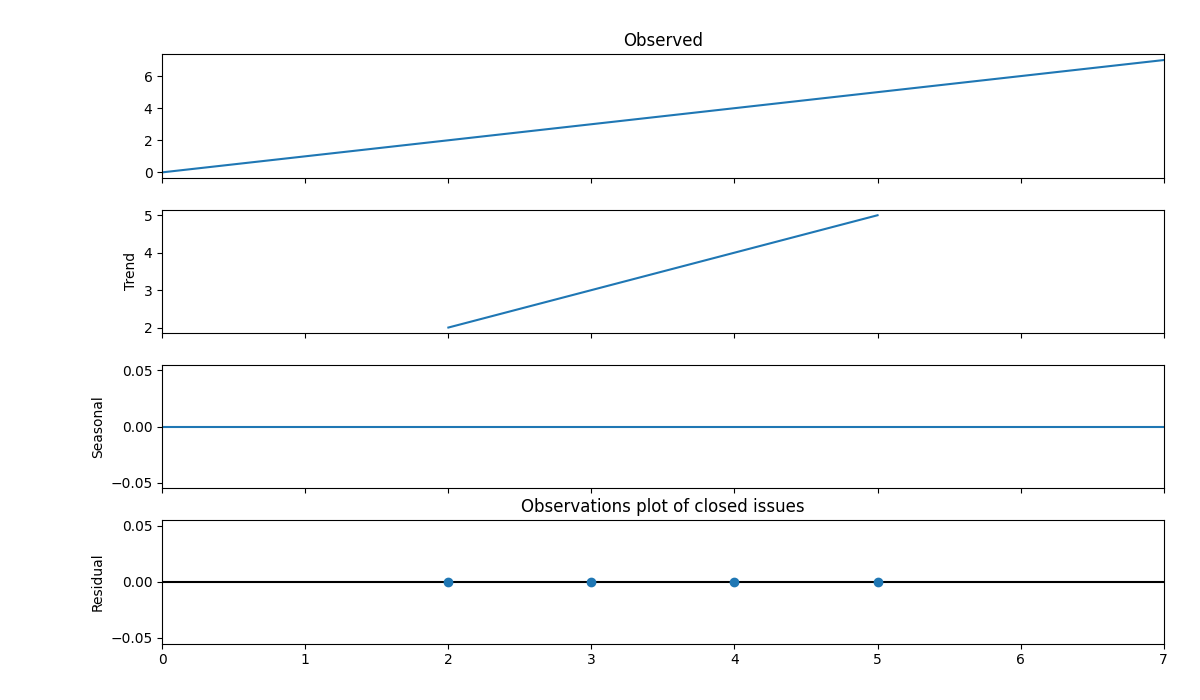 Observed
6
4
2
0
5
4
3
2
Trend
0.05
0.00
−0.05
Seasonal
Observations plot of closed issues
0.05
0.00
−0.05
Residual
0 1 2 3 4 5 6 7